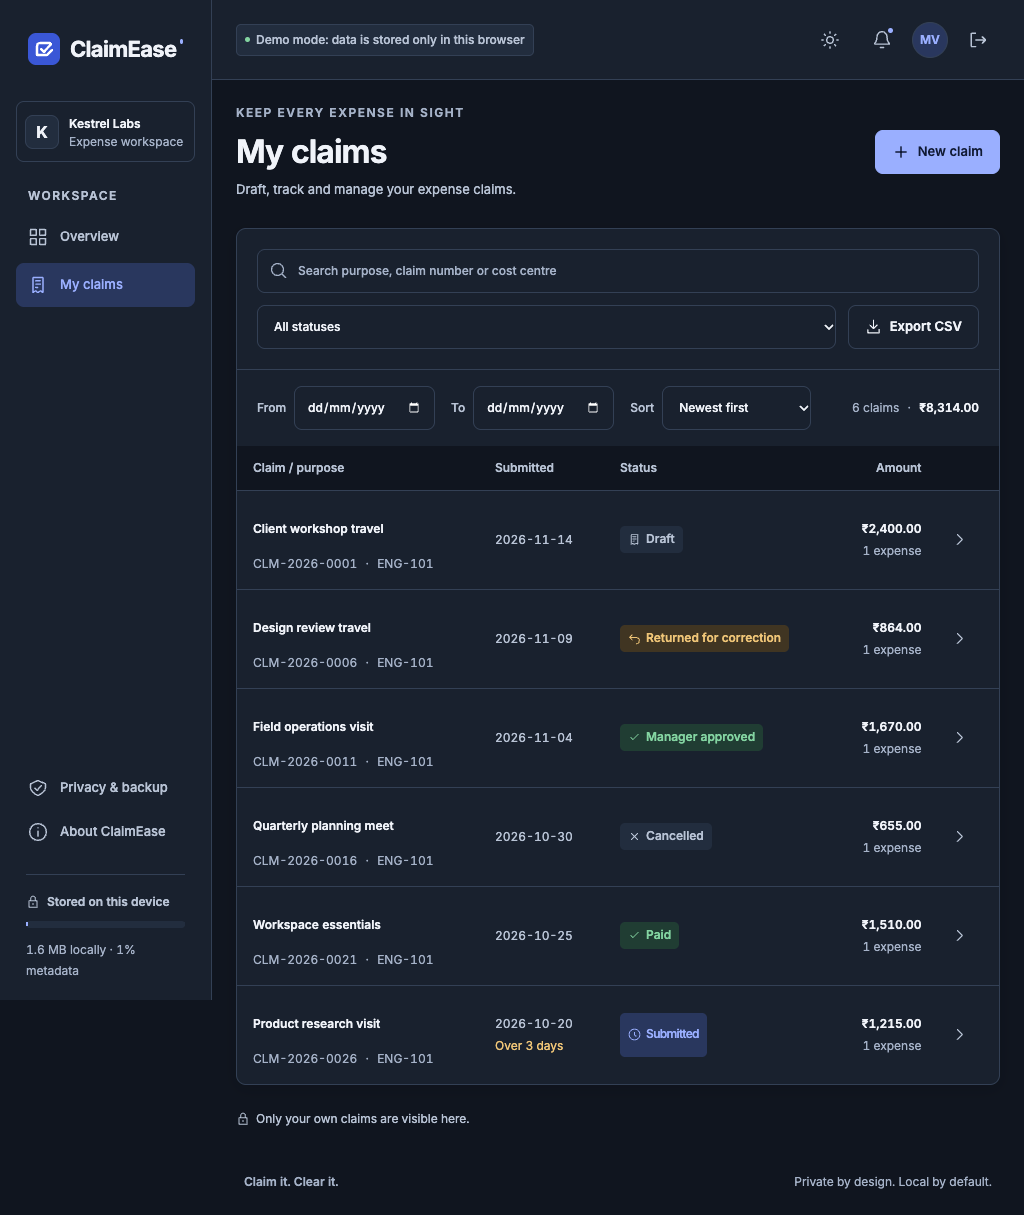 ClaimEase
Demo mode: data is stored only in this browser
MV
K
Kestrel Labs
Expense workspace
WORKSPACE
Overview
My claims
Privacy & backup
About ClaimEase
Stored on this device
1.6 MB locally · 1%
metadata
KEEP EVERY EXPENSE IN SIGHT
My claims
Draft, track and manage your expense claims.
New claim
Search purpose, claim number or cost centre
All statuses
Export CSV
From dd/mm/yyyy To dd/mm/yyyy Sort Newest first 6 claims · ₹8,314.00
Claim / purpose Submitted Status Amount
Client workshop travel
CLM-2026-0001 · ENG-101
2026-11-14
Draft
₹2,400.00
1 expense
Design review travel
CLM-2026-0006 · ENG-101
2026-11-09
Returned for correction
₹864.00
1 expense
Field operations visit
CLM-2026-0011 · ENG-101
2026-11-04
Manager approved
₹1,670.00
1 expense
Quarterly planning meet
CLM-2026-0016 · ENG-101
2026-10-30
Cancelled
₹655.00
1 expense
Workspace essentials
CLM-2026-0021 · ENG-101
2026-10-25
Paid
₹1,510.00
1 expense
Product research visit
CLM-2026-0026 · ENG-101
2026-10-20
Over 3 days
Submitted
₹1,215.00
1 expense
Only your own claims are visible here.
Claim it. Clear it.
Private by design. Local by default.